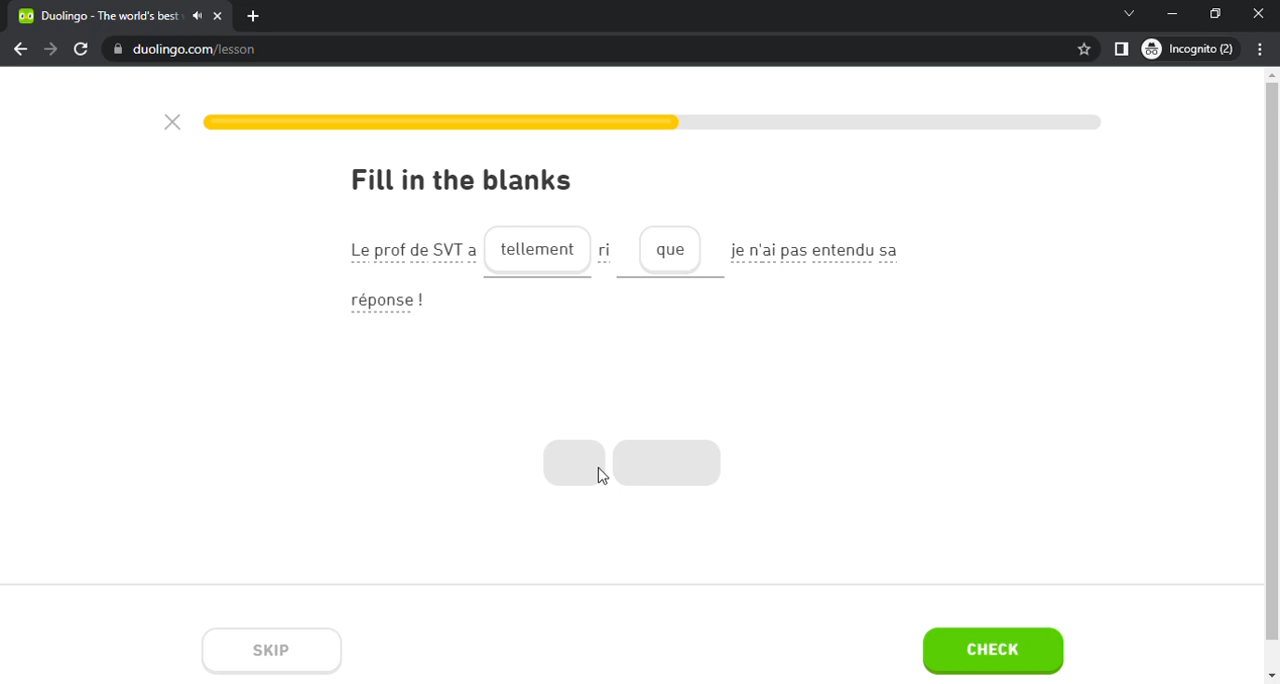 Duolingo - The world's best
duolingo.com/lesson
Incognito (2)
Fill in the blanks
Le prof de SVT a tellement ri que je n'ai pas entendu sa
réponse !
SKIP
CHECK